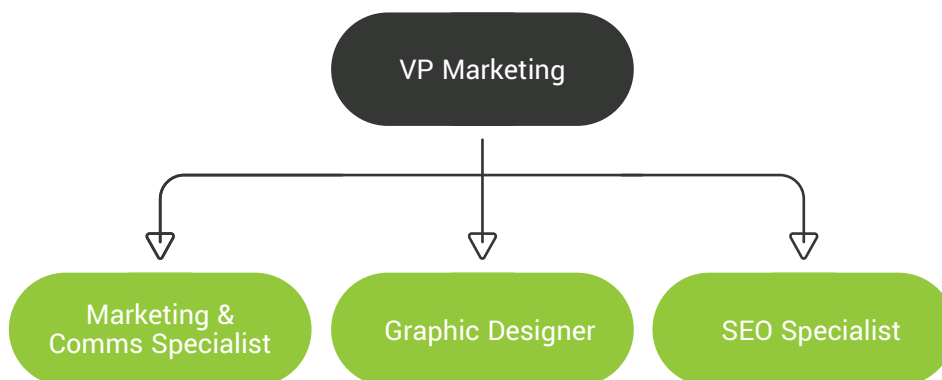 VP Marketing
Marketing &
Comms Specialist
Graphic Designer
SEO Specialist